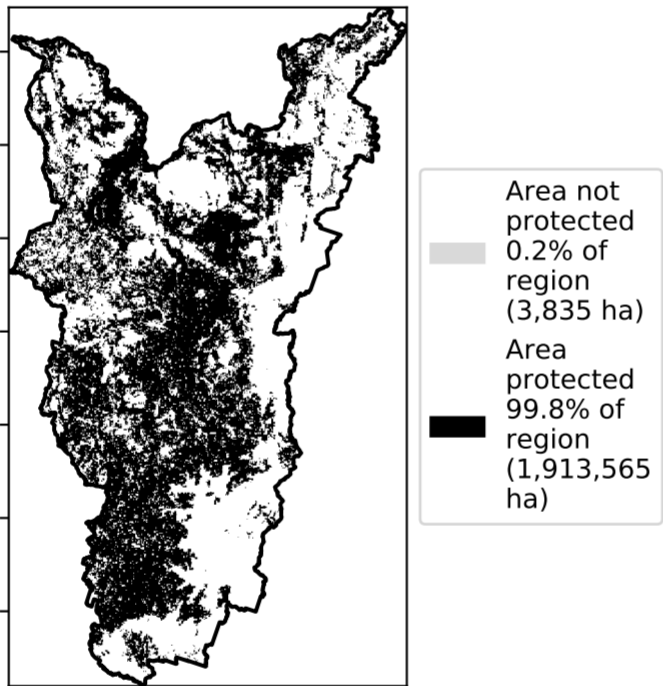 Area not
protected
0.2% of
region
(3,835 ha)
Area
protected
99.8% of
region
(1,913,565
ha)